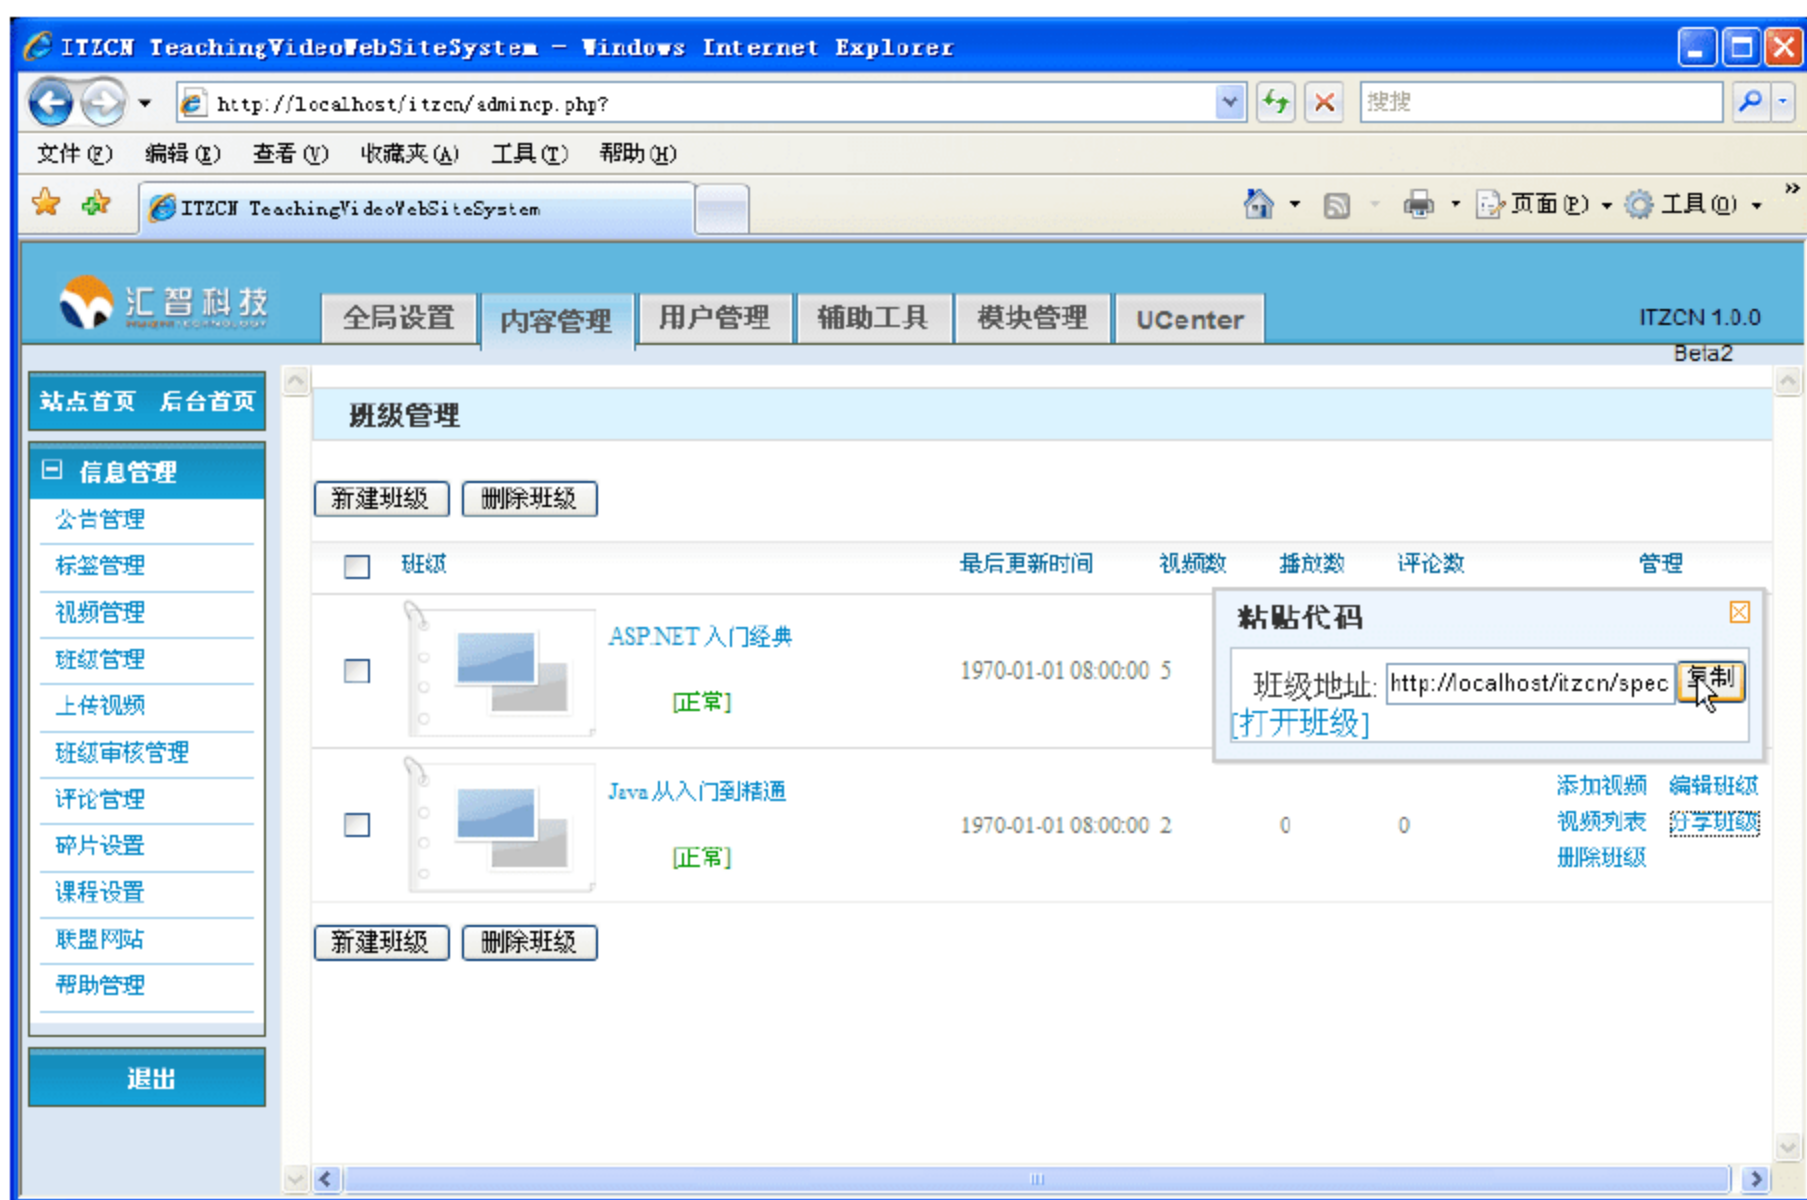 ITZCN TeachingVideoWebSiteSystem - Windows Internet Explorer
http://localhost/itzcn/admincp.php?
搜搜
文件(F) 编辑(E) 查看(V) 收藏夹(A) 工具(T) 帮助(H)
ITZCN TeachingVideoWebSiteSystem
页面(P) 工具(O) »
汇智科技
全局设置 内容管理 用户管理 辅助工具 模块管理 UCenter
ITZCN 1.0.0
Beta2
站点首页 后台首页
信息管理
公告管理
标签管理
视频管理
班级管理
上传视频
班级审核管理
评论管理
碎片设置
课程设置
联盟网站
帮助管理
退出
班级管理
新建班级 删除班级
班级 最后更新时间 视频数 播放数 评论数 管理
ASP.NET 入门经典
[正常]
1970-01-01 08:00:00 5
粘贴代码
班级地址: http://localhost/itzcn/spec 复制
[打开班级]
Java 从入门到精通
[正常]
1970-01-01 08:00:00 2 0 0
添加视频 编辑班级
视频列表 分享班级
删除班级
新建班级 删除班级